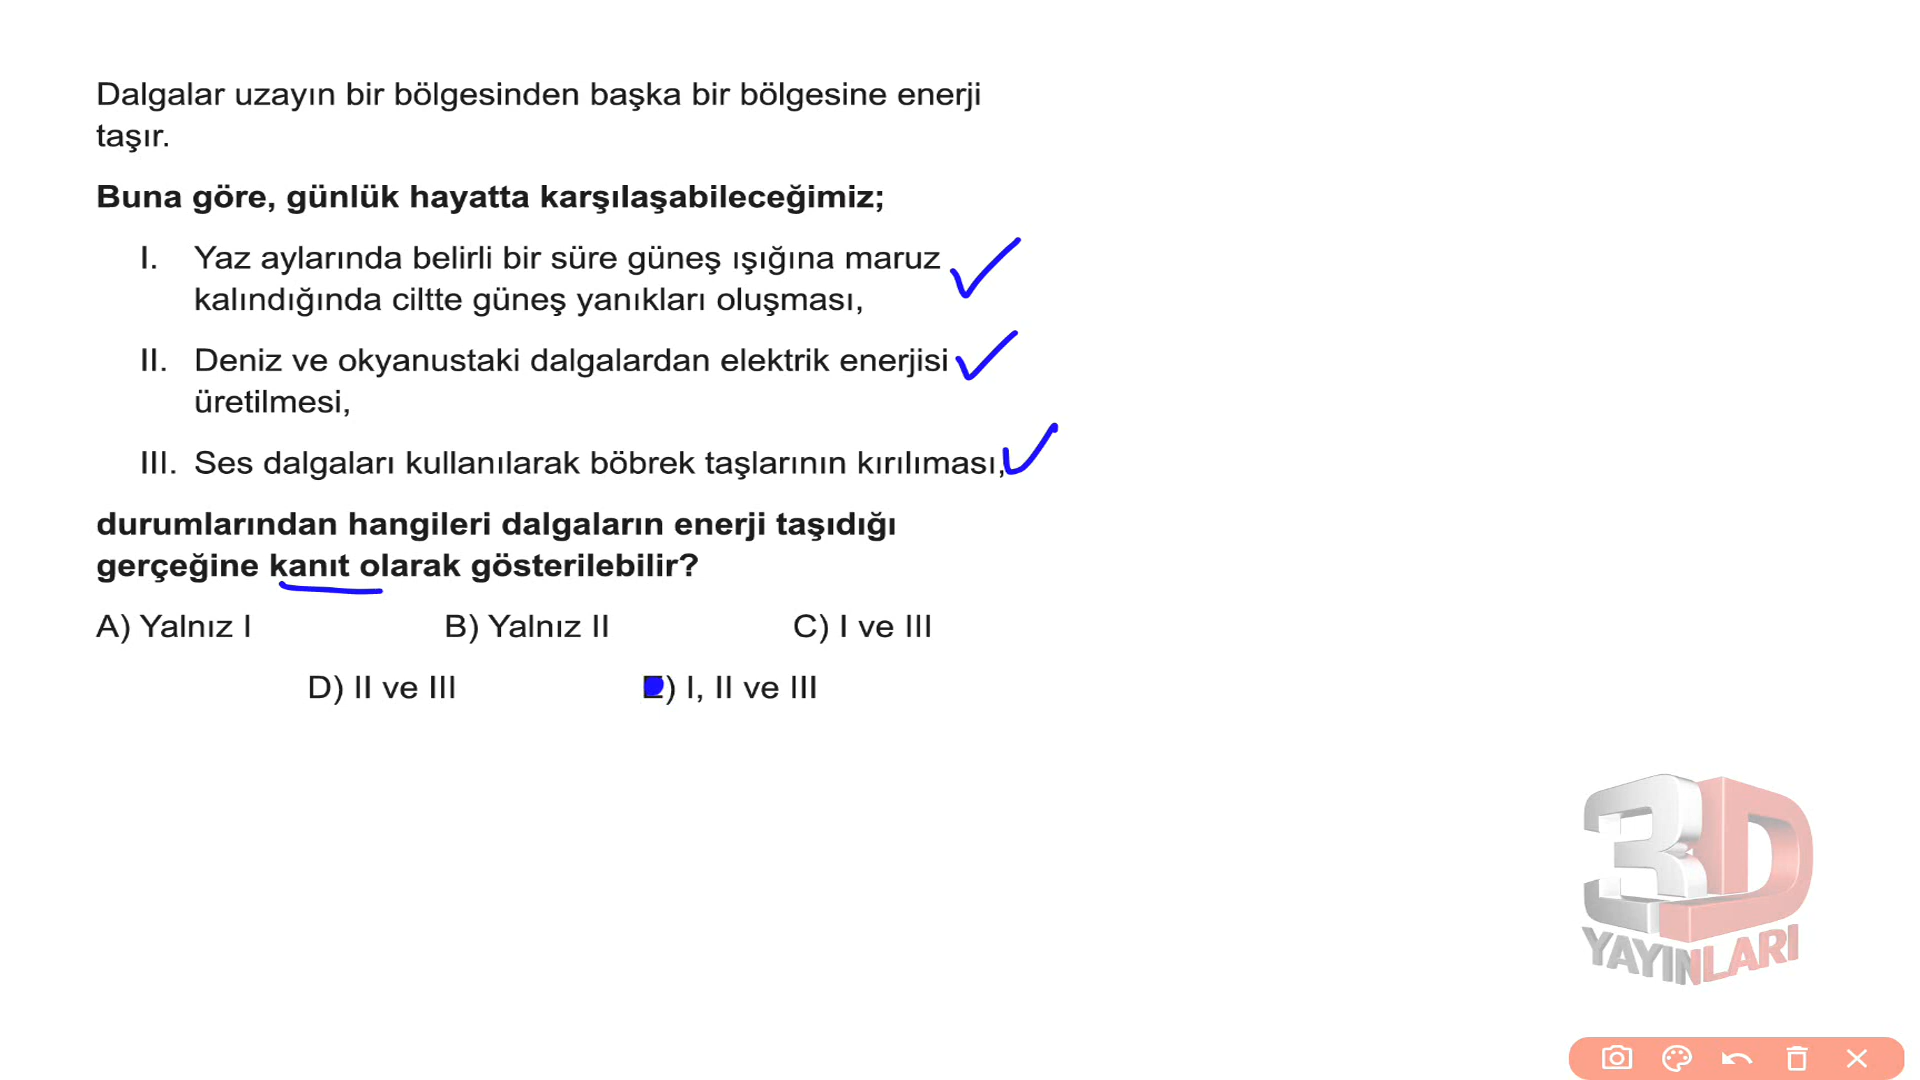 Dalgalar uzayın bir bölgesinden başka bir bölgesine enerji
taşır.
Buna göre, günlük hayatta karşılaşabileceğimiz;
I. Yaz aylarında belirli bir süre güneş ışığına maruz
kalındığında ciltte güneş yanıkları oluşması,
II. Deniz ve okyanustaki dalgalardan elektrik enerjisi
üretilmesi,
III. Ses dalgaları kullanılarak böbrek taşlarının kırılıması,
durumlarından hangileri dalgaların enerji taşıdığı
gerçeğine kanıt olarak gösterilebilir?
A) Yalnız I B) Yalnız II C) I ve III
D) II ve III E) I, II ve III
3D
YAYINLARI